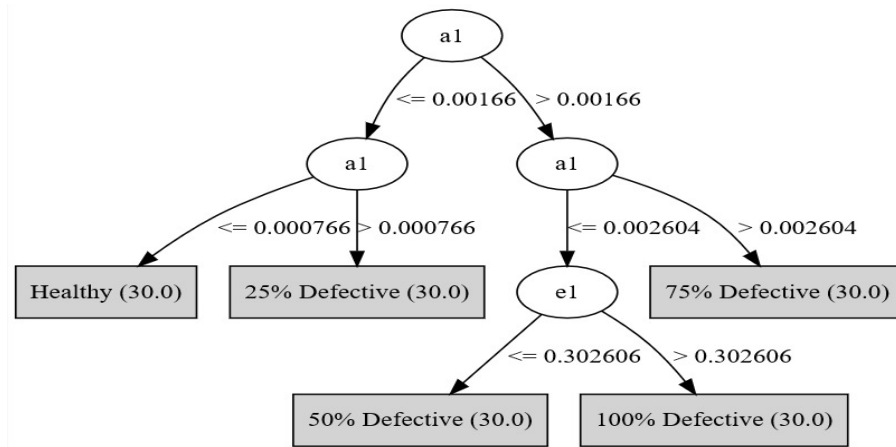 a1
<= 0.00166 > 0.00166
a1 a1
<= 0.000766 > 0.000766 <= 0.002604 > 0.002604
Healthy (30.0) 25% Defective (30.0) e1 75% Defective (30.0)
<= 0.302606 > 0.302606
50% Defective (30.0) 100% Defective (30.0)